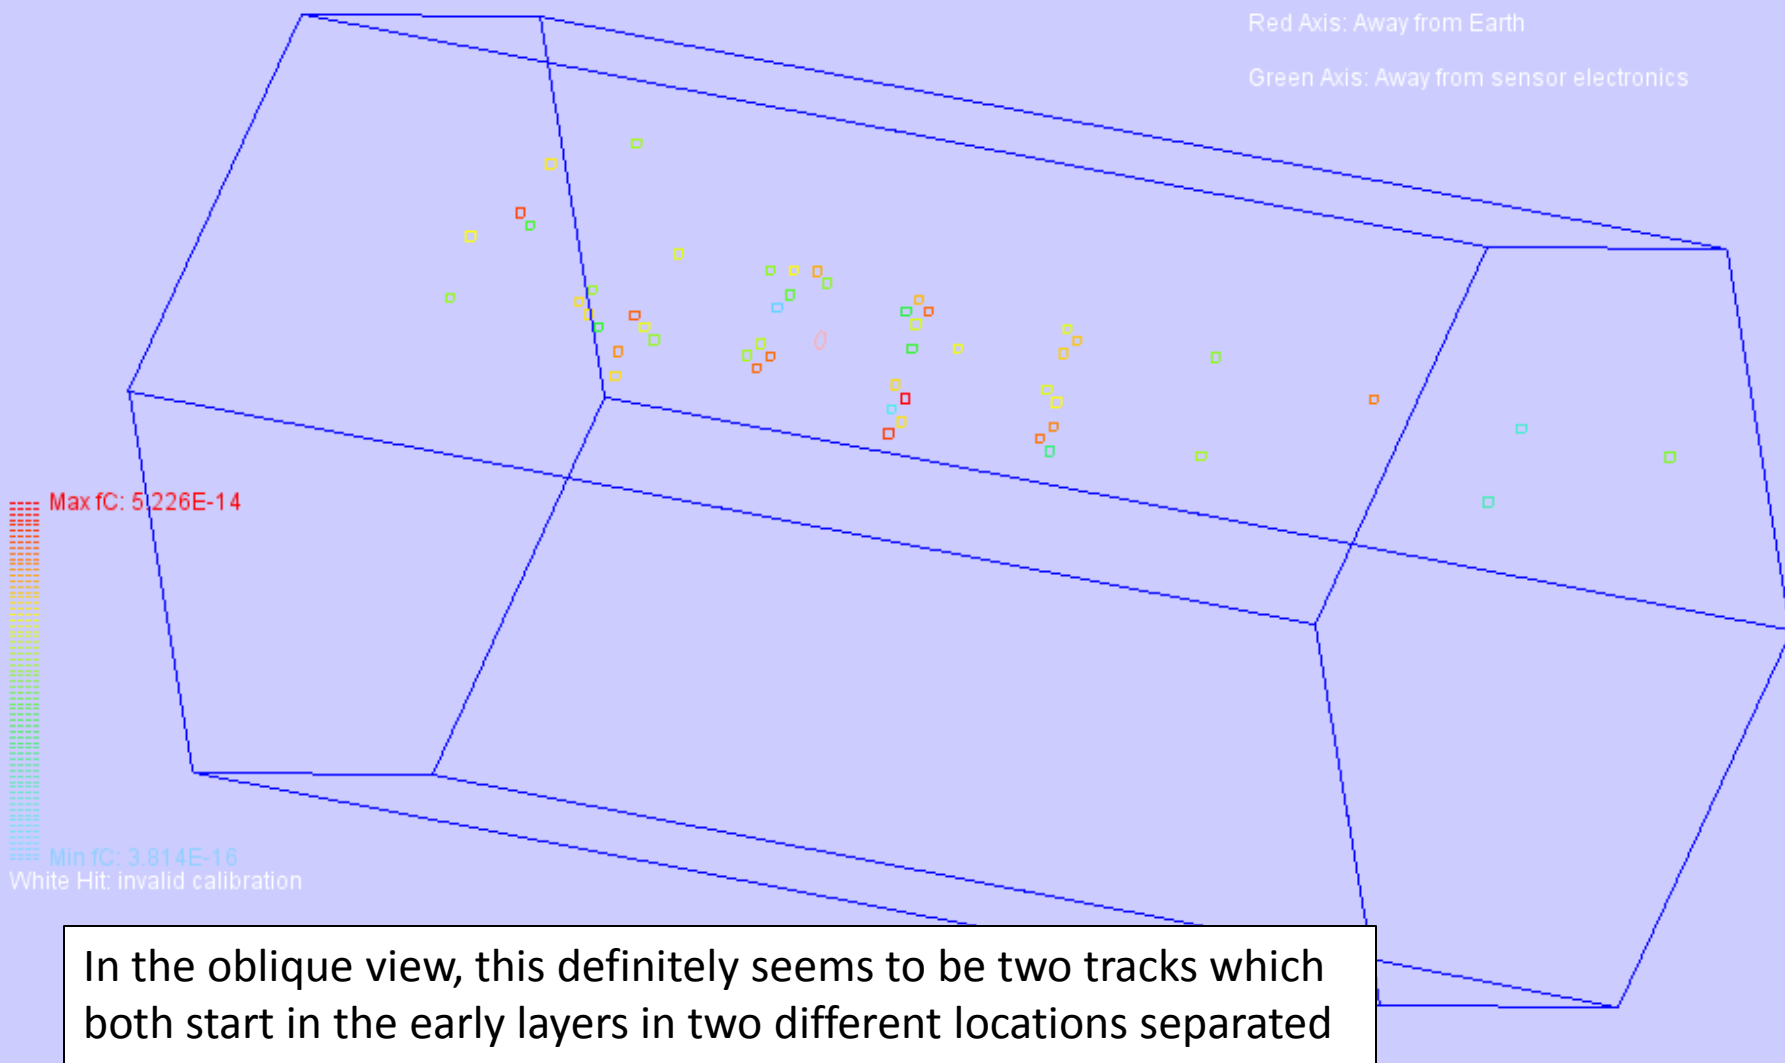 Red Axis: Away from Earth
Green Axis: Away from sensor electronics
Max fC: 5.226E-14
Min fC: 3.814E-16
White Hit: invalid calibration
In the oblique view, this definitely seems to be two tracks which
both start in the early layers in two different locations separated